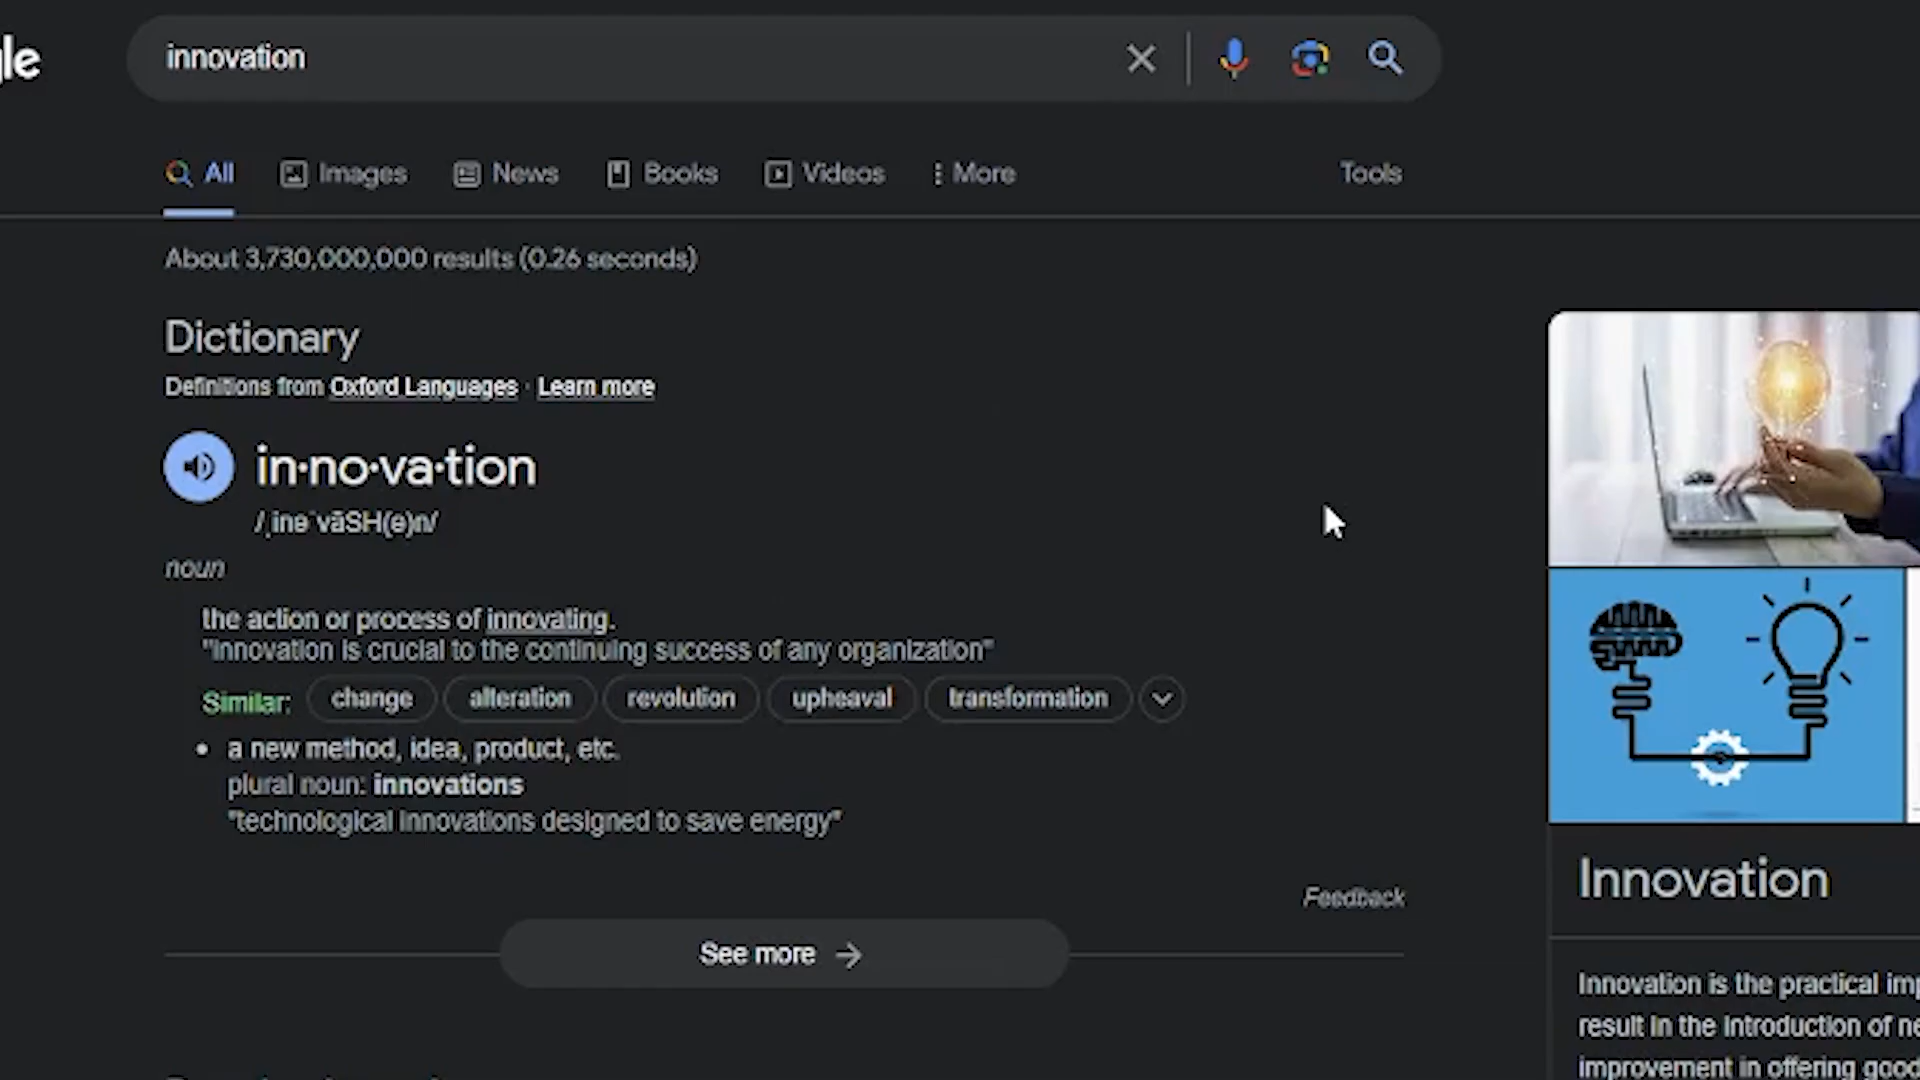 gle
innovation
All Images News Books Videos More Tools
About 3,730,000,000 results (0.26 seconds)
Dictionary
Definitions from Oxford Languages · Learn more
in·no·va·tion
/ˌinəˈvāSH(ə)n/
noun
the action or process of innovating.
"innovation is crucial to the continuing success of any organization"
Similar: change alteration revolution upheaval transformation
• a new method, idea, product, etc.
plural noun: innovations
"technological innovations designed to save energy"
Feedback
See more →
Innovation
Innovation is the practical
result in the introduction of
improvement in offering